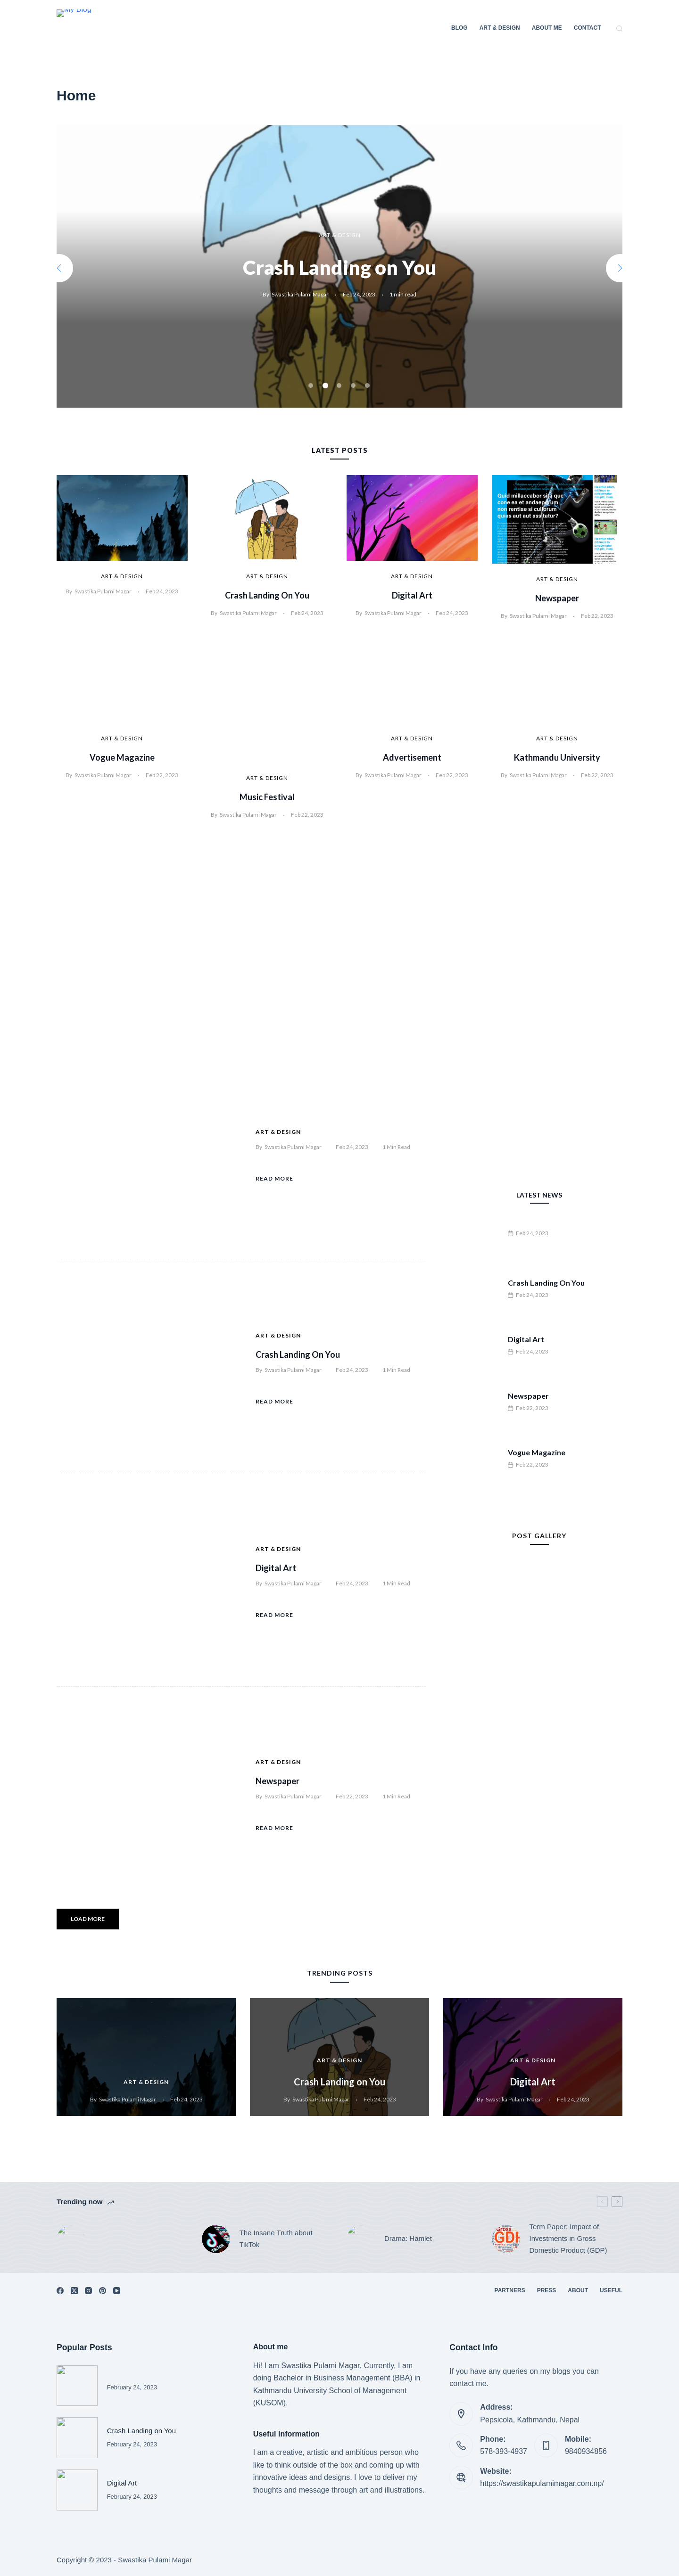 My Blog
BLOG ART & DESIGN ABOUT ME CONTACT
Home
ART & DESIGN
Crash Landing on You
By Swastika Pulami Magar · Feb 24, 2023 · 1 min read
LATEST POSTS
ART & DESIGN
By Swastika Pulami Magar · Feb 24, 2023
ART & DESIGN
Crash Landing On You
By Swastika Pulami Magar · Feb 24, 2023
ART & DESIGN
Digital Art
By Swastika Pulami Magar · Feb 24, 2023
Quid millaccabor sitia que
conse ea et andaepudam
renti as sinctiur si culorum
quias aut aut assitatur?
ART & DESIGN
Newspaper
By Swastika Pulami Magar · Feb 22, 2023
ART & DESIGN
Vogue Magazine
By Swastika Pulami Magar · Feb 22, 2023
ART & DESIGN
Music Festival
By Swastika Pulami Magar · Feb 22, 2023
ART & DESIGN
Advertisement
By Swastika Pulami Magar · Feb 22, 2023
ART & DESIGN
Kathmandu University
By Swastika Pulami Magar · Feb 22, 2023
ART & DESIGN
By Swastika Pulami Magar Feb 24, 2023 1 Min Read
READ MORE
ART & DESIGN
Crash Landing On You
By Swastika Pulami Magar Feb 24, 2023 1 Min Read
READ MORE
ART & DESIGN
Digital Art
By Swastika Pulami Magar Feb 24, 2023 1 Min Read
READ MORE
ART & DESIGN
Newspaper
By Swastika Pulami Magar Feb 22, 2023 1 Min Read
READ MORE
LOAD MORE
LATEST NEWS
Feb 24, 2023
Crash Landing On You
Feb 24, 2023
Digital Art
Feb 24, 2023
Newspaper
Feb 22, 2023
Vogue Magazine
Feb 22, 2023
POST GALLERY
TRENDING POSTS
ART & DESIGN
By Swastika Pulami Magar · Feb 24, 2023
ART & DESIGN
Crash Landing on You
By Swastika Pulami Magar · Feb 24, 2023
ART & DESIGN
Digital Art
By Swastika Pulami Magar · Feb 24, 2023
Trending now
The Insane Truth about
TikTok
Drama: Hamlet
Gross
GDP
Term Paper: Impact of
Investments in Gross
Domestic Product (GDP)
PARTNERS PRESS ABOUT USEFUL
Popular Posts
February 24, 2023
Crash Landing on You
February 24, 2023
Digital Art
February 24, 2023
About me
Hi! I am Swastika Pulami Magar. Currently, I am
doing Bachelor in Business Management (BBA) in
Kathmandu University School of Management
(KUSOM).
Useful Information
I am a creative, artistic and ambitious person who
like to think outside of the box and coming up with
innovative ideas and designs. I love to deliver my
thoughts and message through art and illustrations.
Contact Info
If you have any queries on my blogs you can
contact me.
Address:
Pepsicola, Kathmandu, Nepal
Phone:
578-393-4937
Mobile:
9840934856
Website:
https://swastikapulamimagar.com.np/
Copyright © 2023 - Swastika Pulami Magar